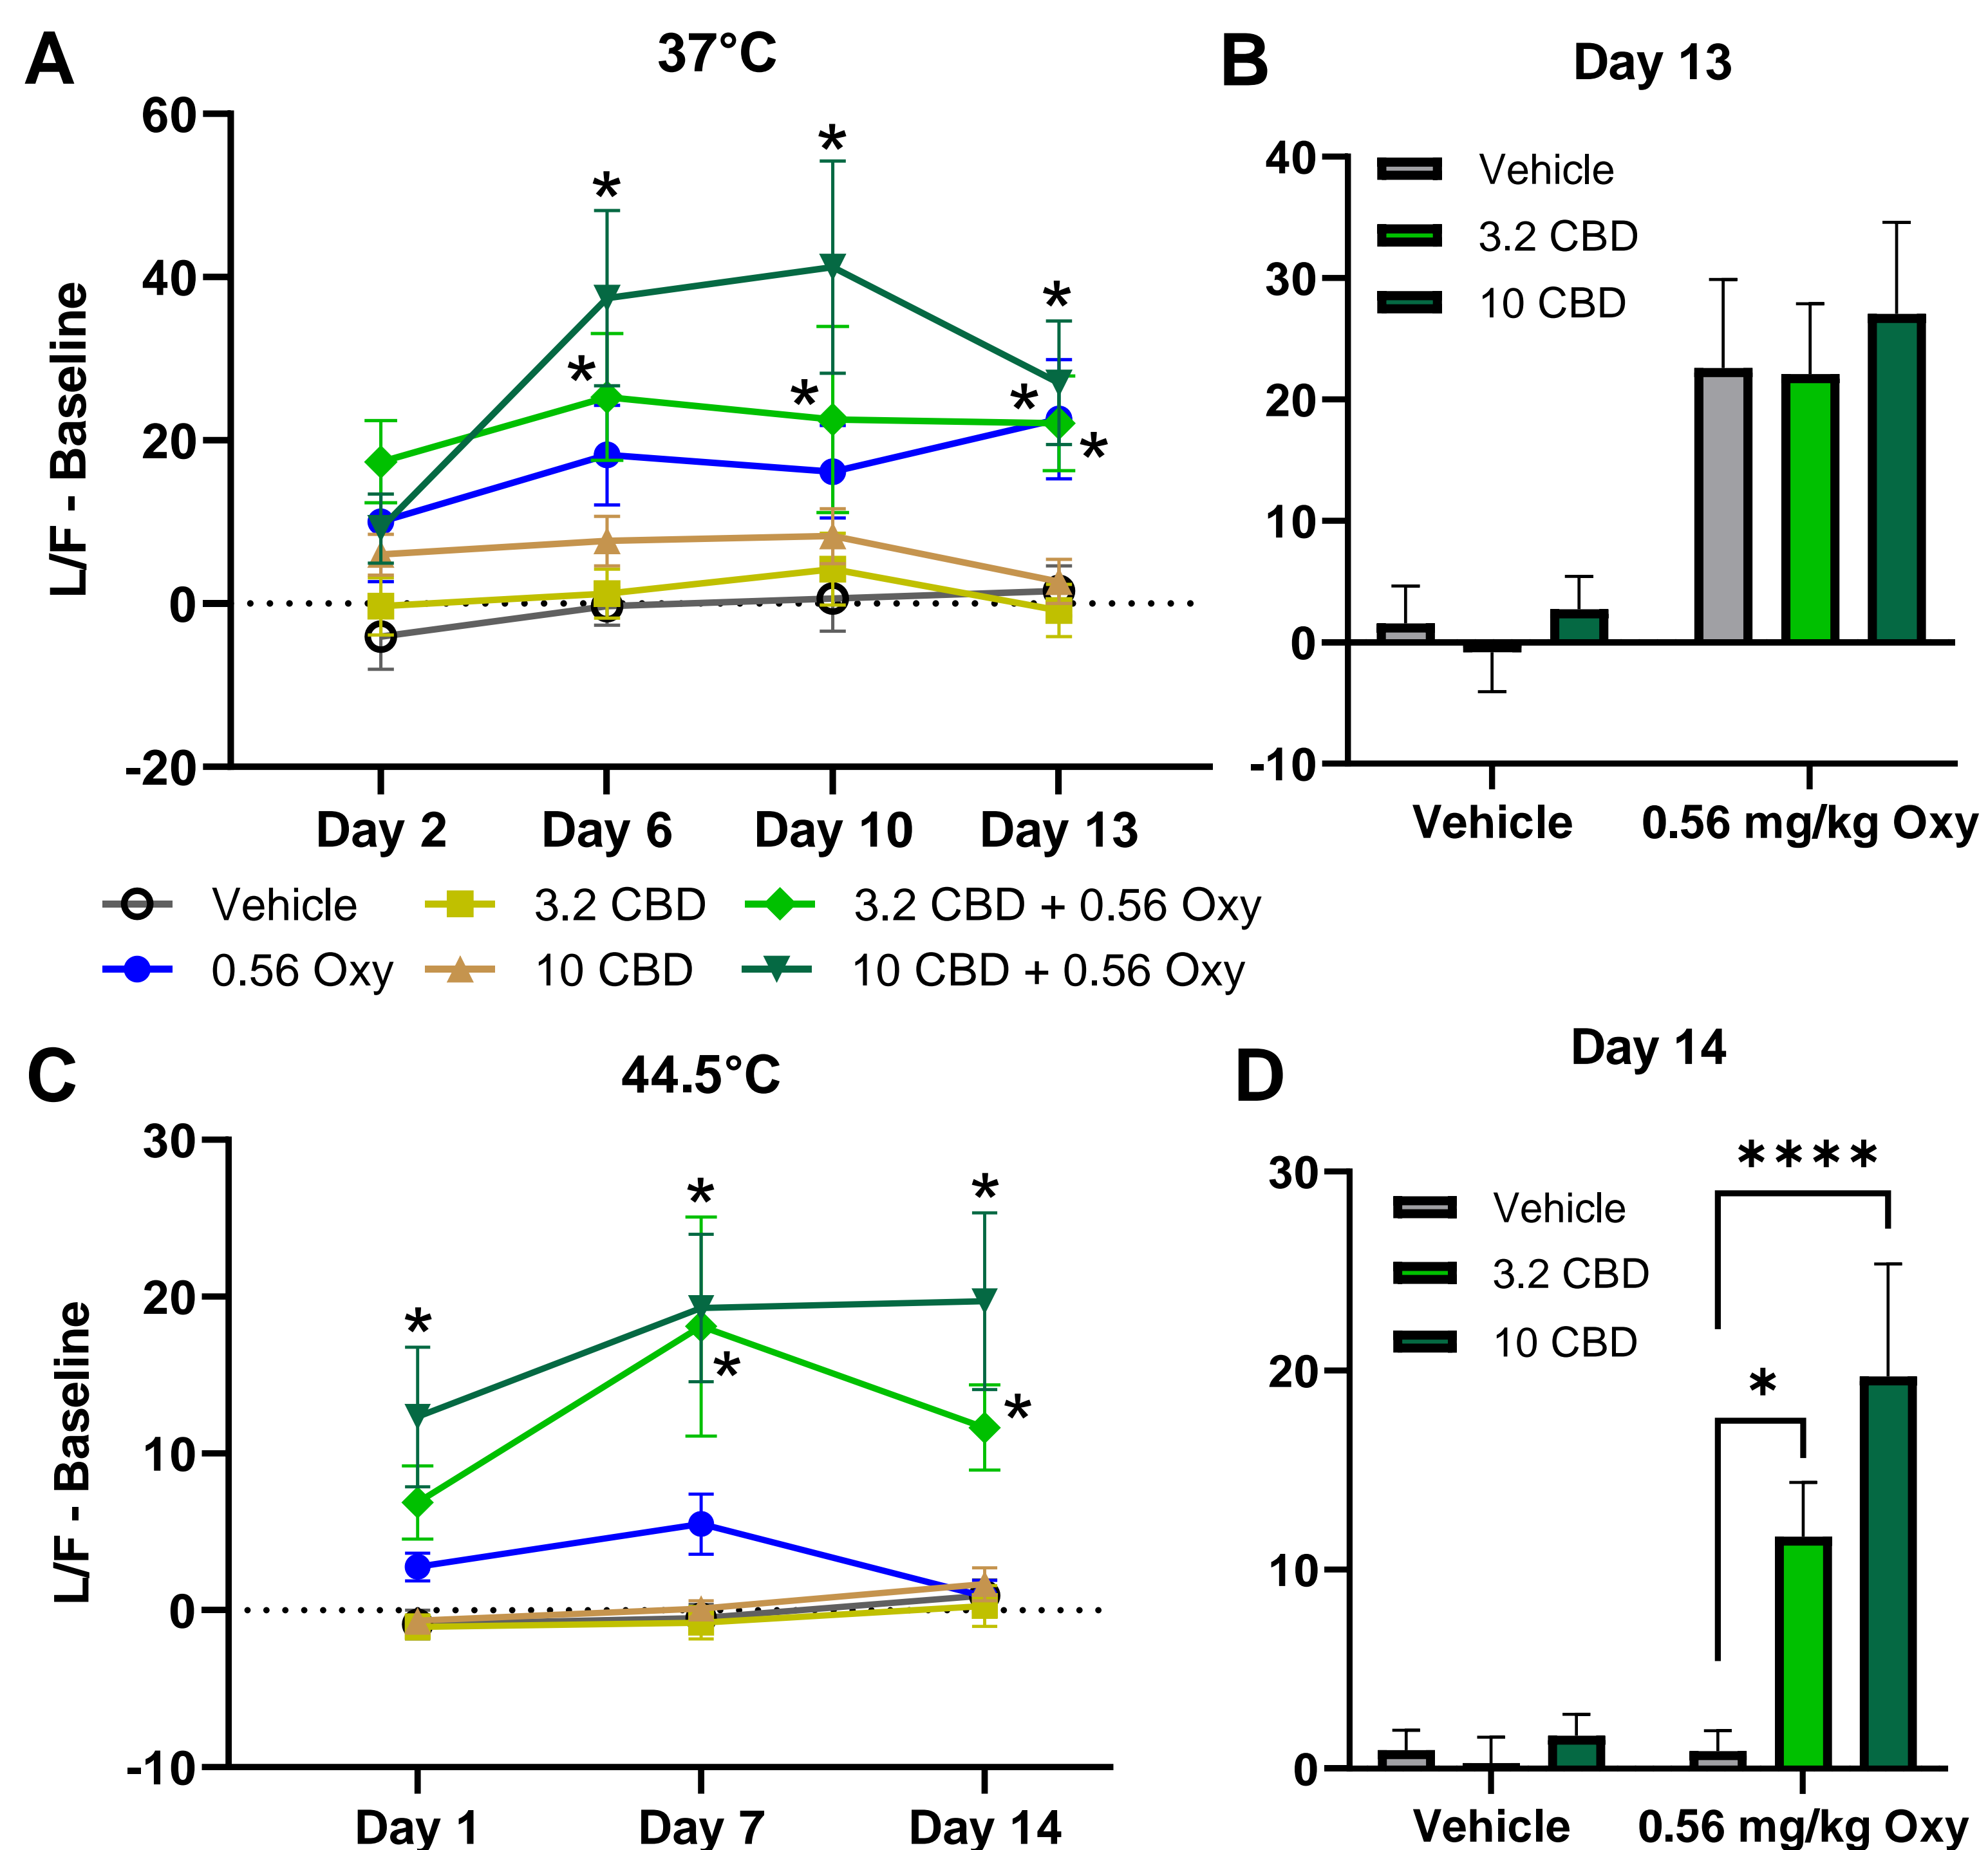 A
37°C
60
40
20
0
-20
L/F - Baseline
*
*
*
*
*
*
*
Day 2
Day 6
Day 10
Day 13
Vehicle
3.2 CBD
3.2 CBD + 0.56 Oxy
0.56 Oxy
10 CBD
10 CBD + 0.56 Oxy
B
Day 13
40
30
20
10
0
-10
Vehicle
3.2 CBD
10 CBD
Vehicle
0.56 mg/kg Oxy
C
44.5°C
30
20
10
0
-10
L/F - Baseline
*
*
*
*
*
Day 1
Day 7
Day 14
D
Day 14
30
20
10
0
Vehicle
3.2 CBD
10 CBD
****
*
Vehicle
0.56 mg/kg Oxy